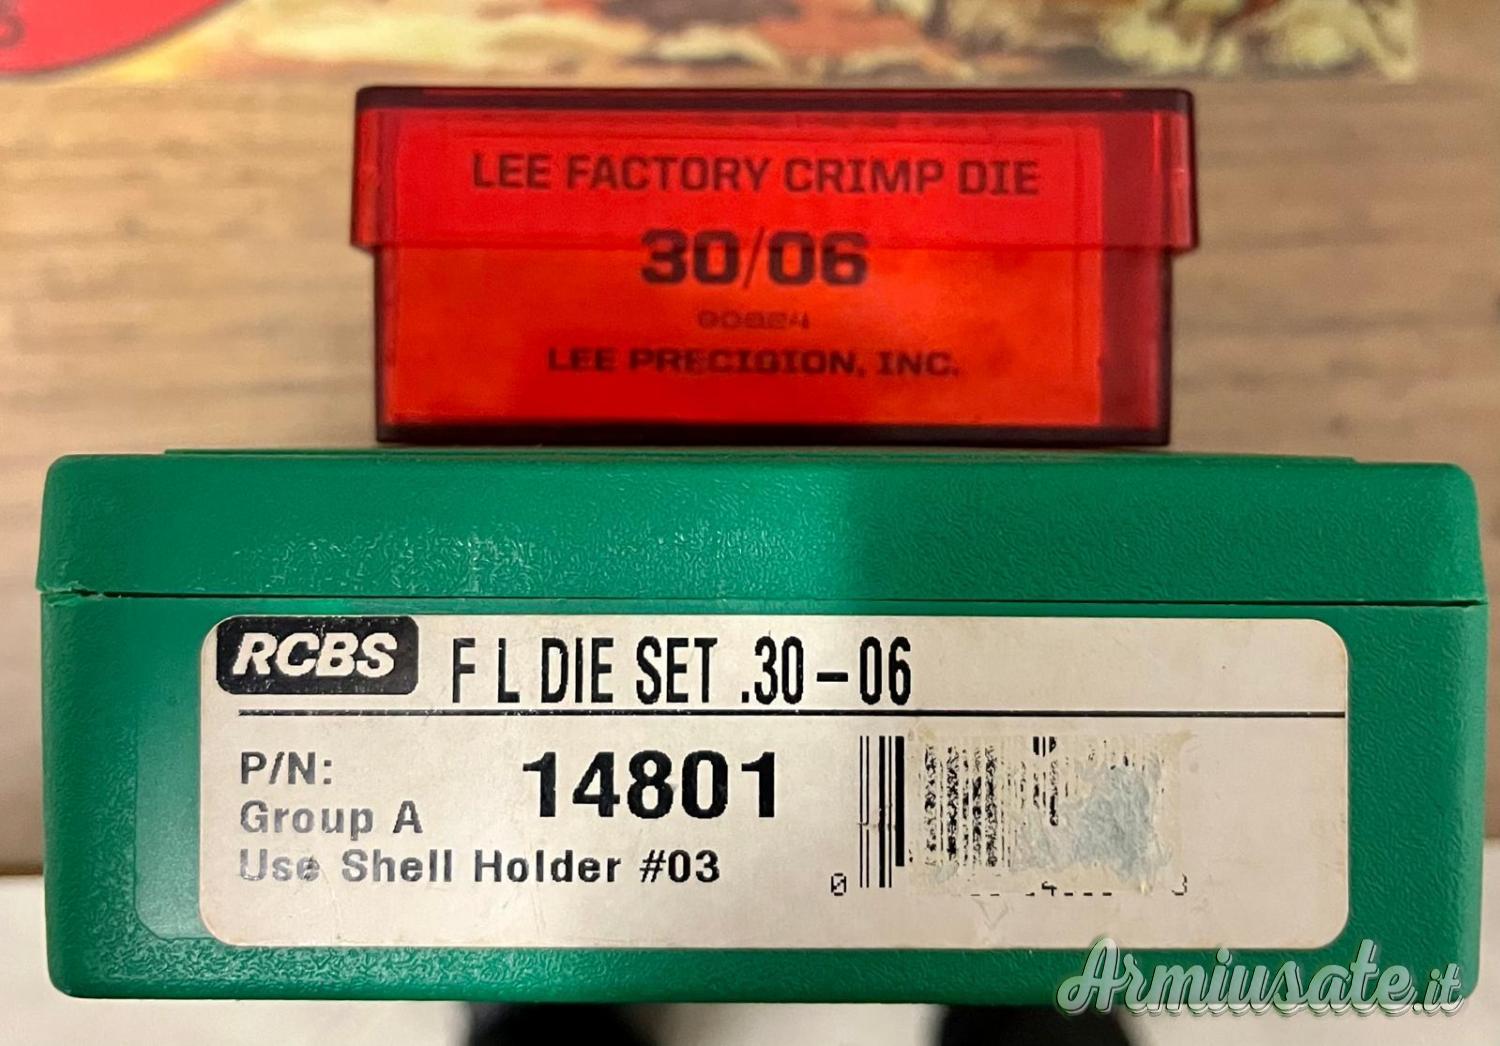 LEE FACTORY CRIMP DIE
30/06
90824
LEE PRECISION, INC.
RCBS F L DIE SET .30-06
P/N: 14801
Group A
Use Shell Holder #03
Armiusate.it